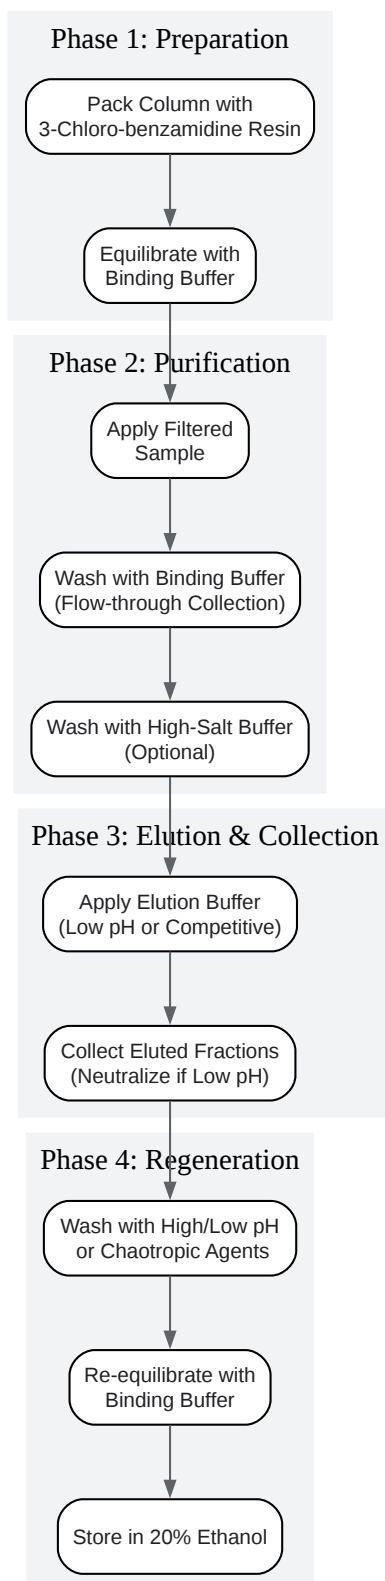 Phase 1: Preparation
Pack Column with
3-Chloro-benzamidine Resin
Equilibrate with
Binding Buffer
Phase 2: Purification
Apply Filtered
Sample
Wash with Binding Buffer
(Flow-through Collection)
Wash with High-Salt Buffer
(Optional)
Phase 3: Elution & Collection
Apply Elution Buffer
(Low pH or Competitive)
Collect Eluted Fractions
(Neutralize if Low pH)
Phase 4: Regeneration
Wash with High/Low pH
or Chaotropic Agents
Re-equilibrate with
Binding Buffer
Store in 20% Ethanol